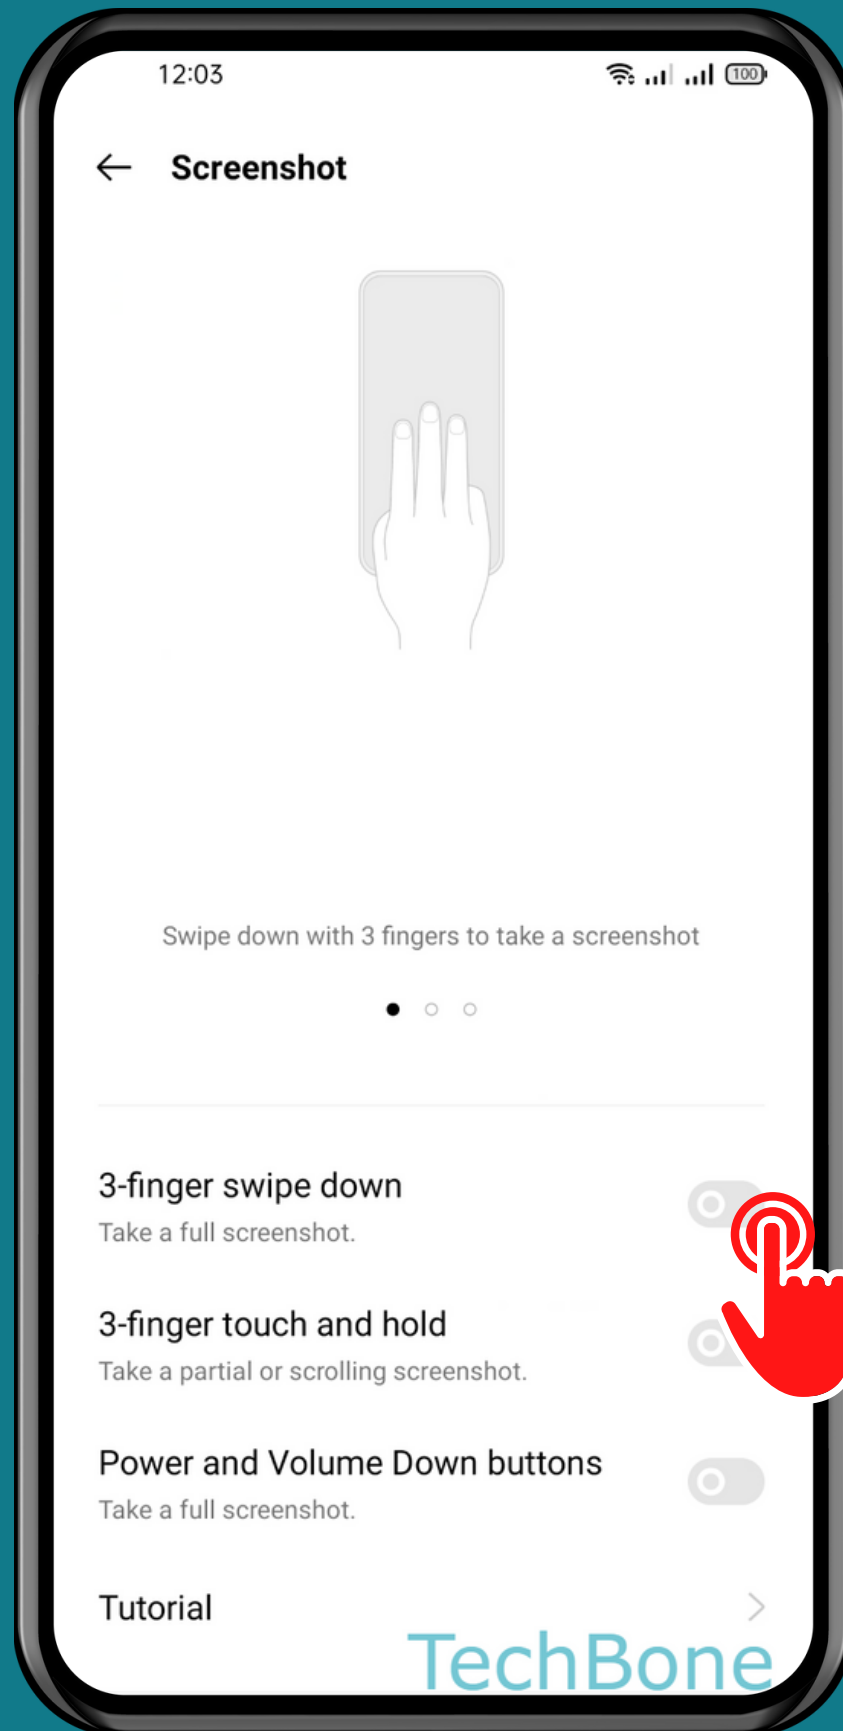 12:03
100
Screenshot
Swipe down with 3 fingers to take a screenshot
3-finger swipe down
Take a full screenshot.
3-finger touch and hold
Take a partial or scrolling screenshot.
Power and Volume Down buttons
Take a full screenshot.
Tutorial
TechBone